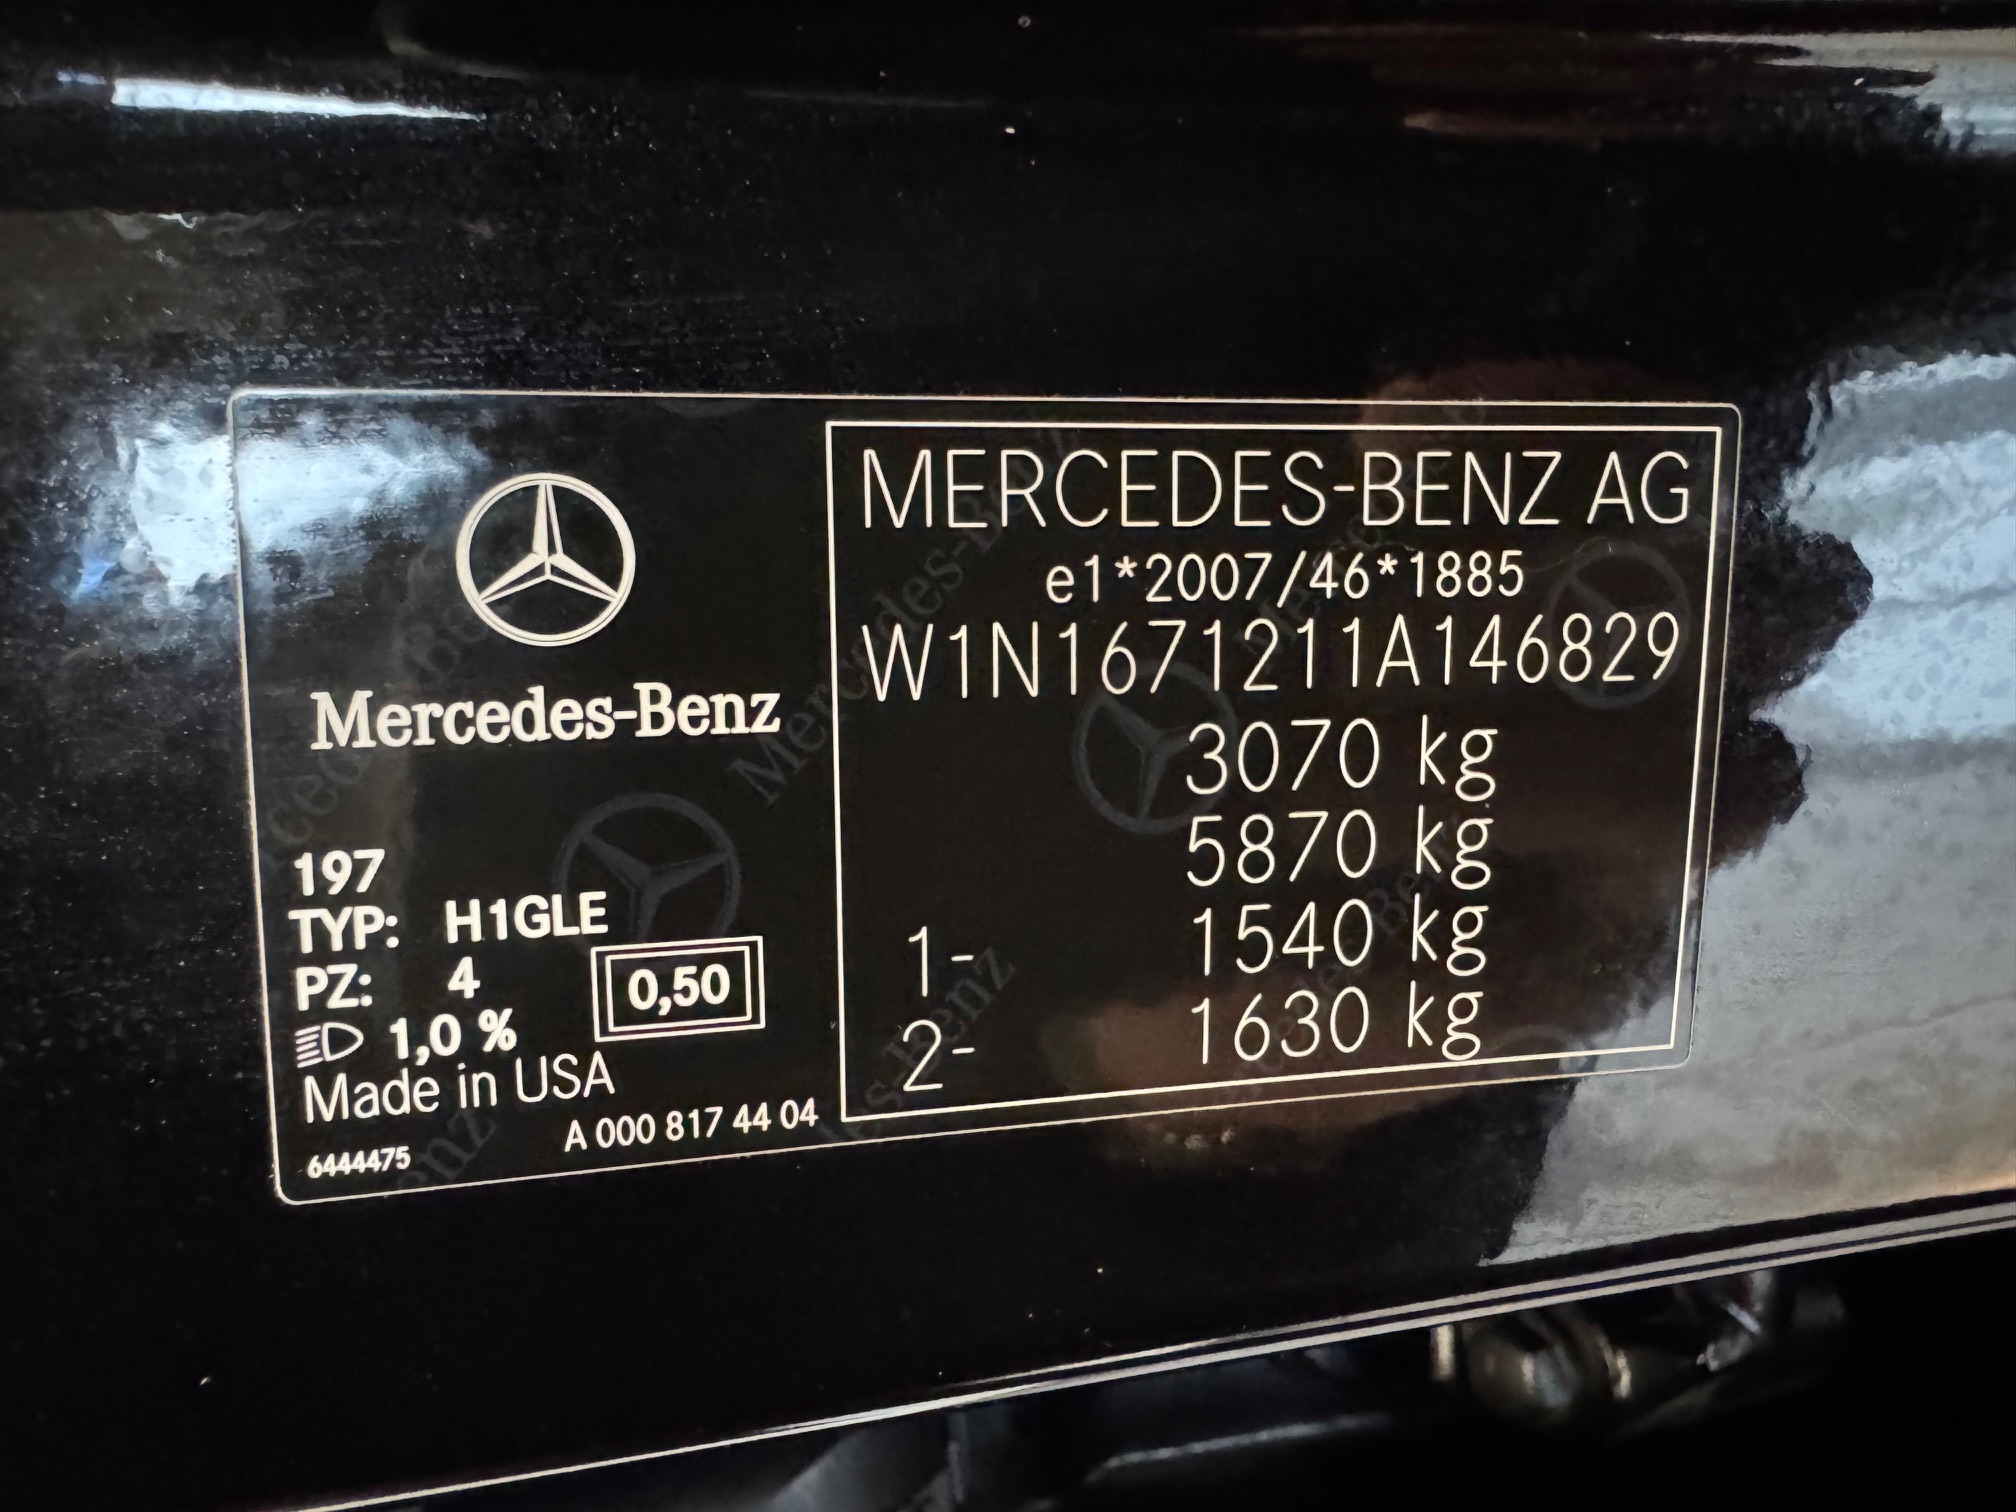 Mercedes-Benz
197
TYP: H1GLE
PZ: 4
1,0 %
0,50
Made in USA
A 000 817 44 04
6444475
MERCEDES-BENZ AG
e1*2007/46*1885
W1N1671211A146829
3070 kg
5870 kg
1- 1540 kg
2- 1630 kg